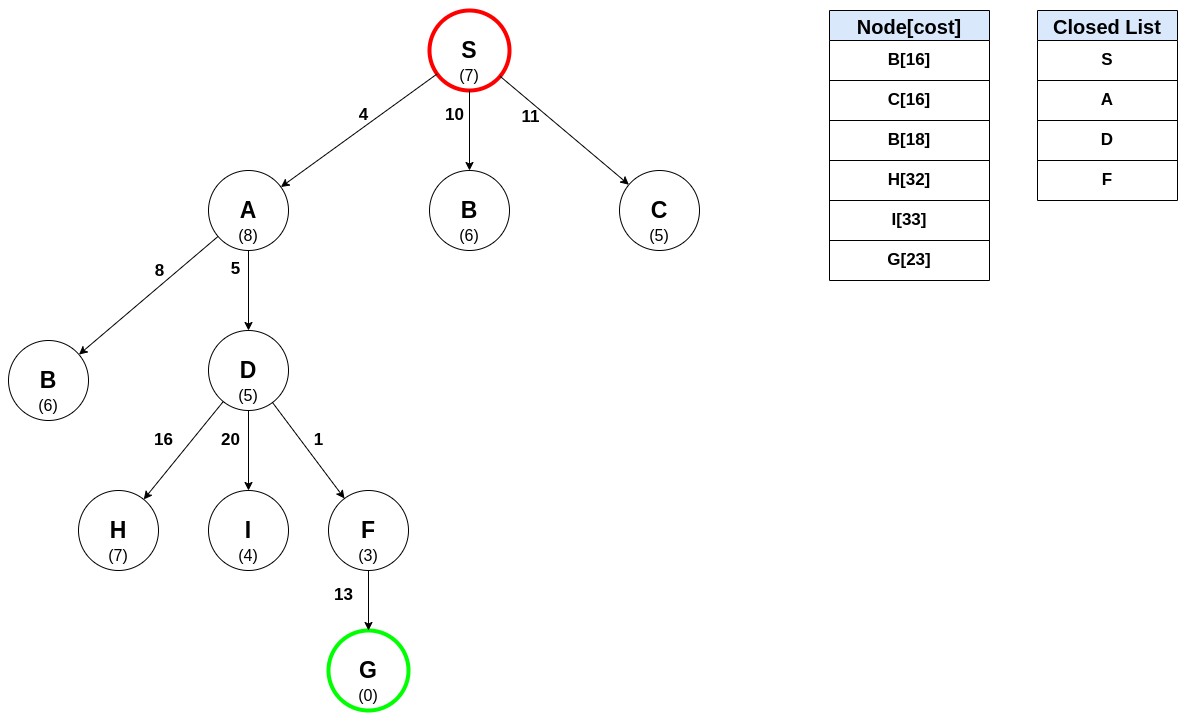 S
(7)
4
10
11
A
(8)
B
(6)
C
(5)
8
5
B
(6)
D
(5)
16
20
1
H
(7)
I
(4)
F
(3)
13
G
(0)
Node[cost]
B[16]
C[16]
B[18]
H[32]
I[33]
G[23]
Closed List
S
A
D
F